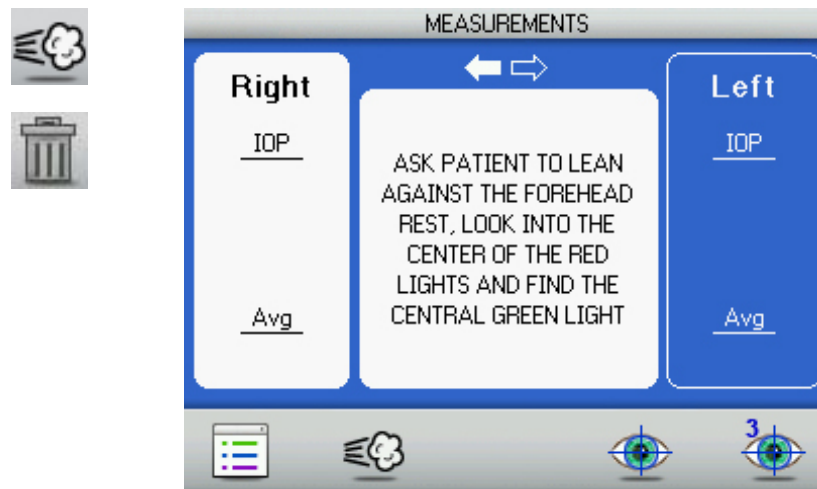 MEASUREMENTS
Right
IOP
Avg
ASK PATIENT TO LEAN
AGAINST THE FOREHEAD
REST, LOOK INTO THE
CENTER OF THE RED
LIGHTS AND FIND THE
CENTRAL GREEN LIGHT
Left
IOP
Avg
3